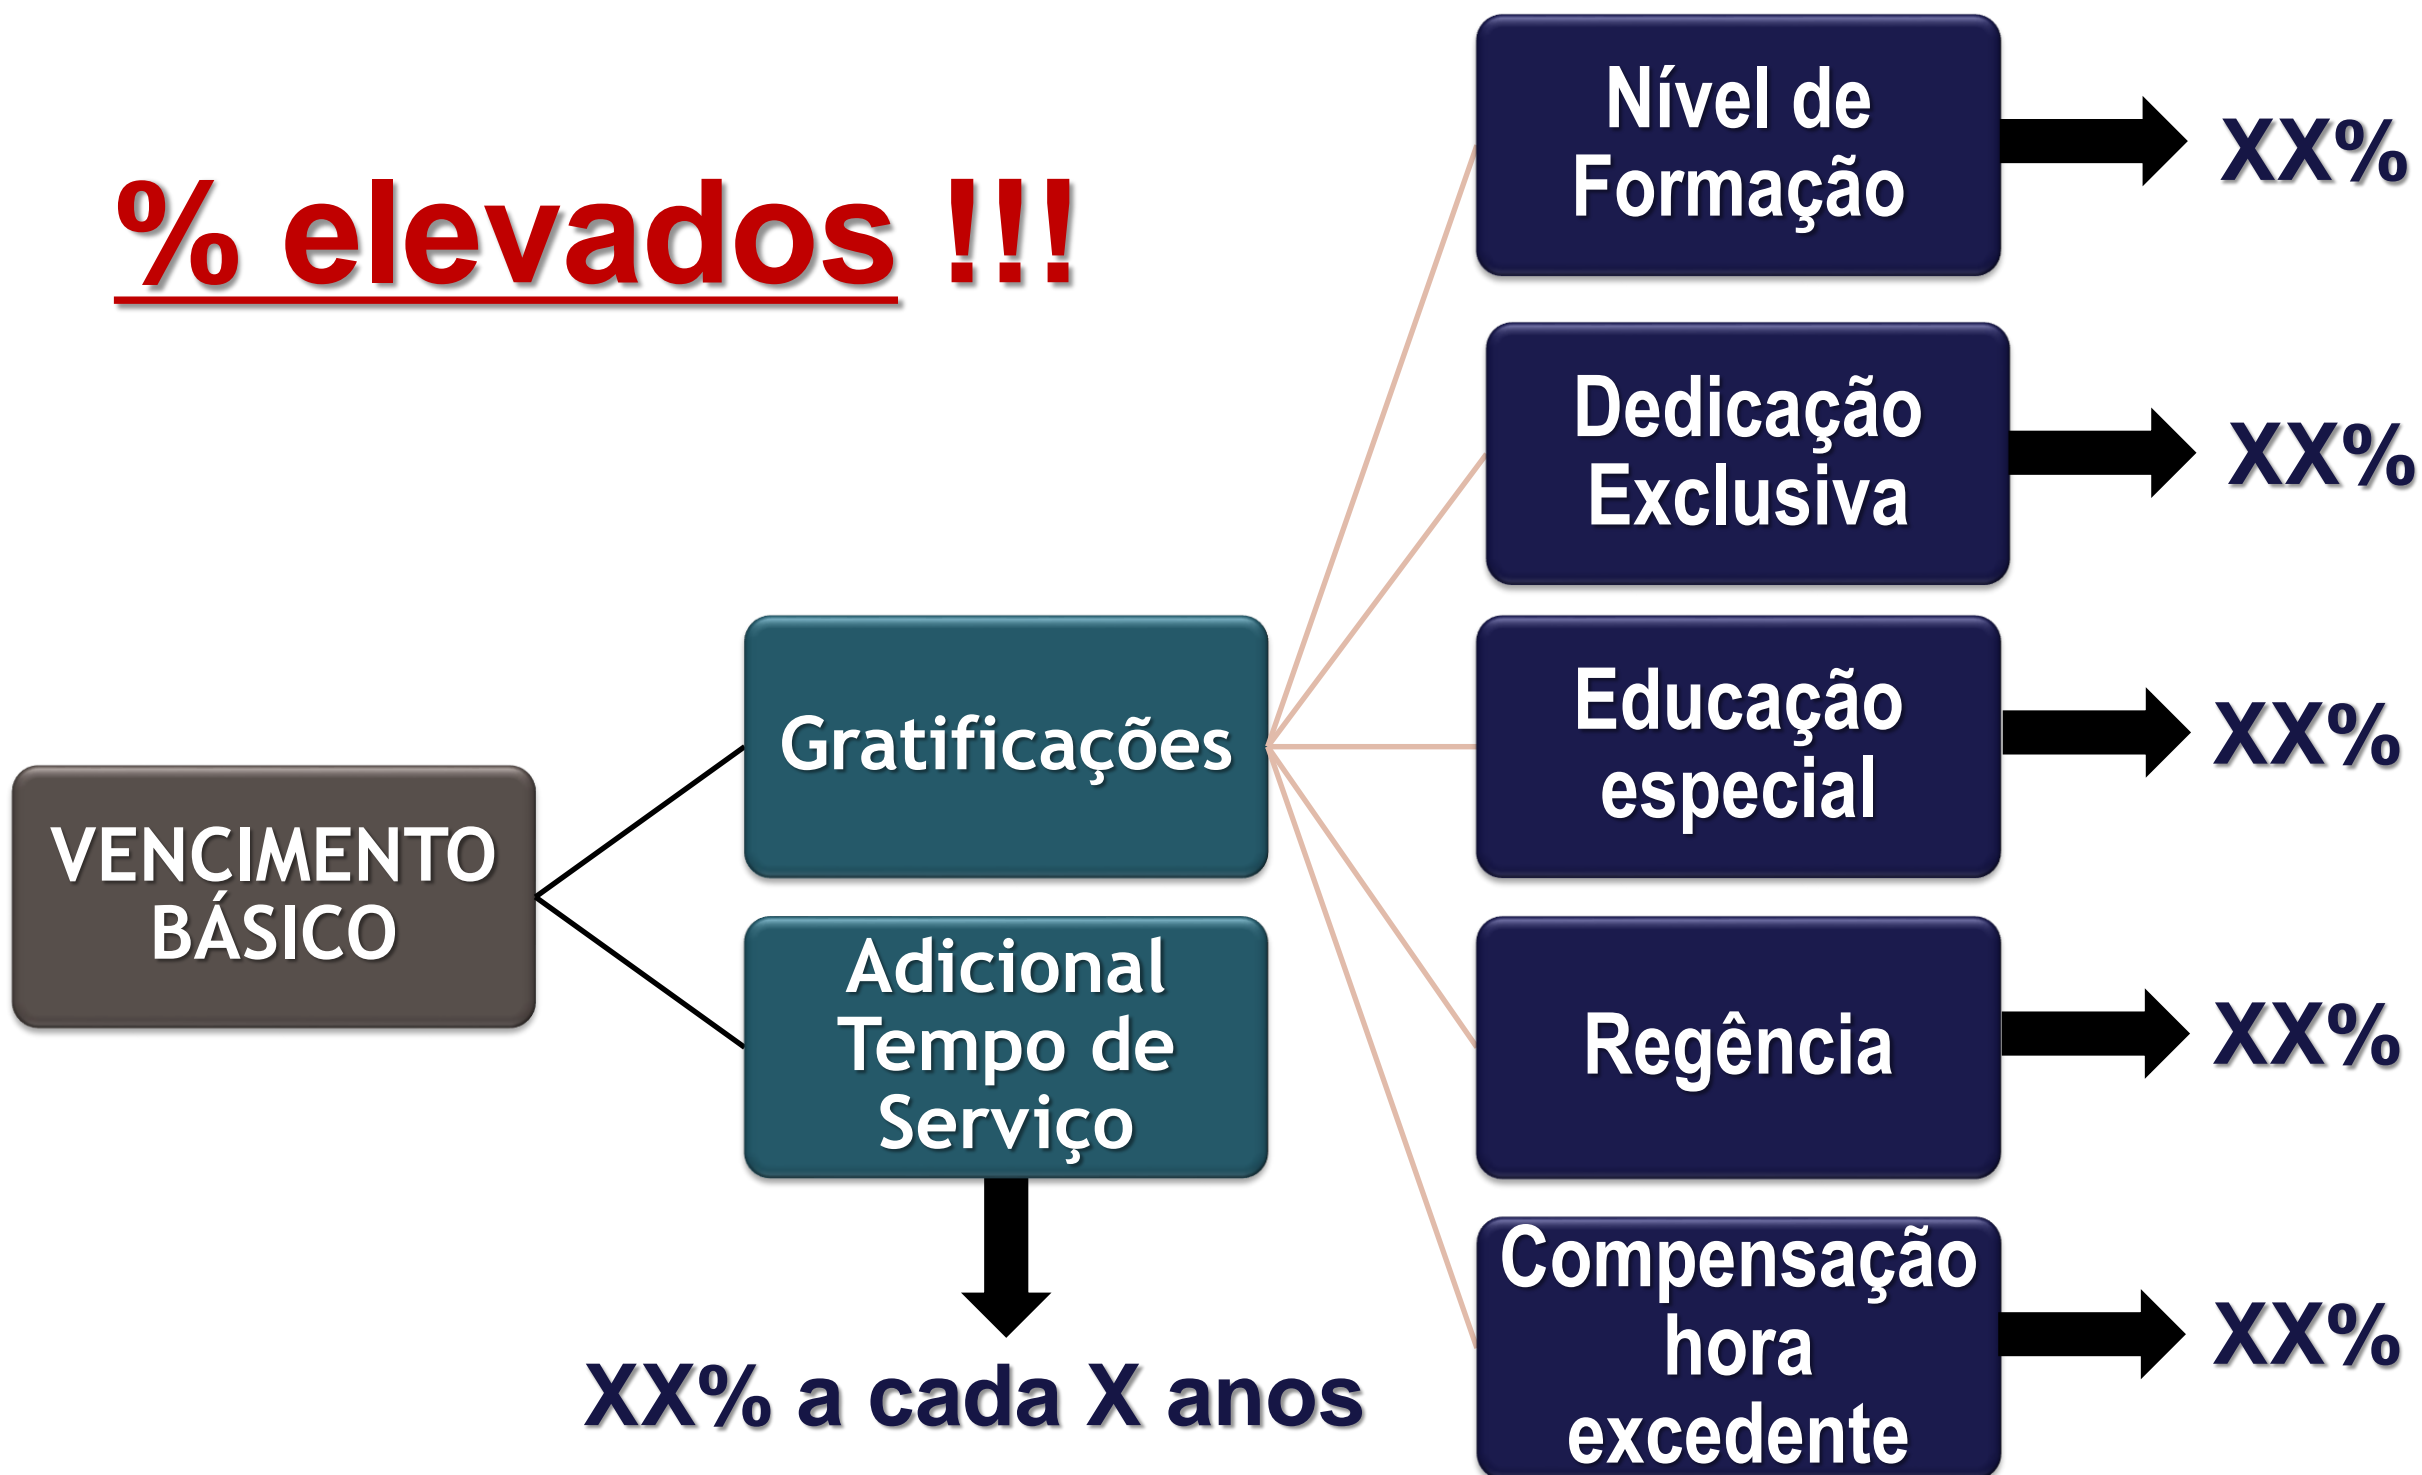 % elevados !!!
VENCIMENTO
BÁSICO
Gratificações
Adicional
Tempo de
Serviço
XX% a cada X anos
Nível de
Formação
XX%
Dedicação
Exclusiva
XX%
Educação
especial
XX%
Regência
XX%
Compensação
hora
excedente
XX%